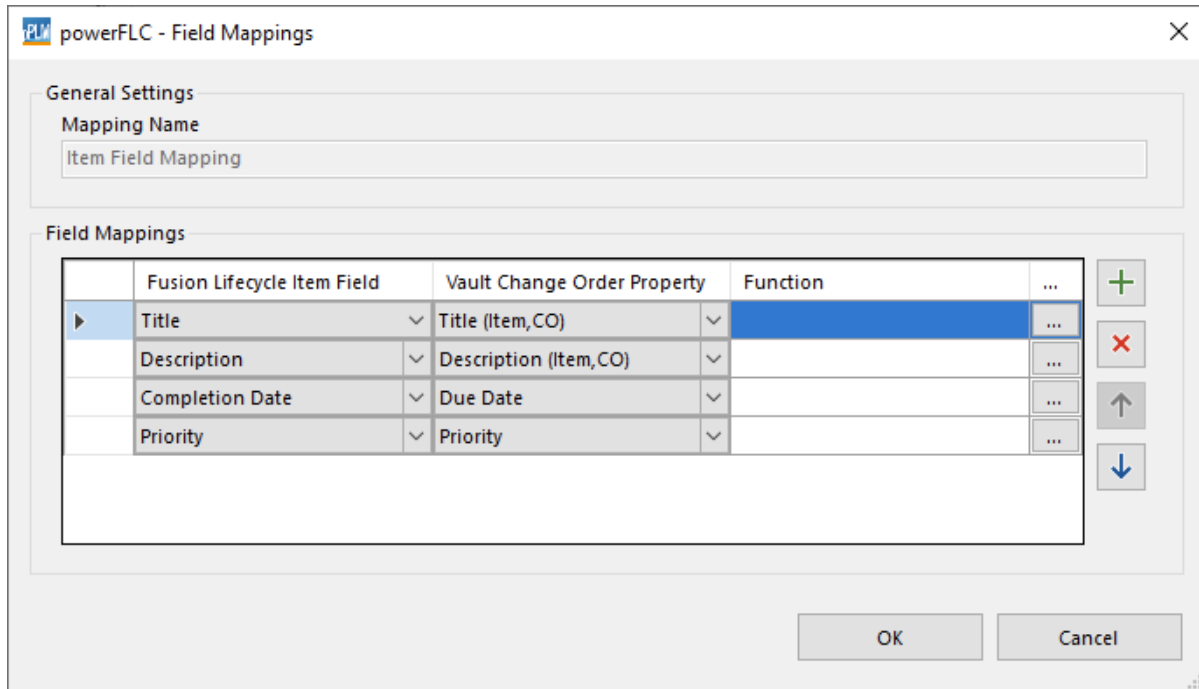 rPLM powerFLC - Field Mappings
General Settings
Mapping Name
Item Field Mapping
Field Mappings
Fusion Lifecycle Item Field Vault Change Order Property Function ...
Title Title (Item,CO) ...
Description Description (Item,CO) ...
Completion Date Due Date ...
Priority Priority ...
OK Cancel